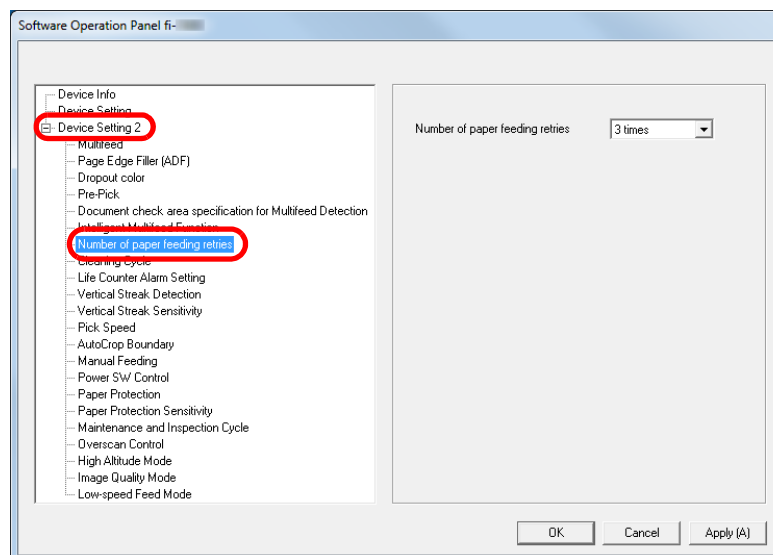 Software Operation Panel fi-
Device Info
Device Setting
Device Setting 2
Multifeed
Page Edge Filler (ADF)
Dropout color
Pre-Pick
Document check area specification for Multifeed Detection
Intelligent Multifeed Function
Number of paper feeding retries
Cleaning Cycle
Life Counter Alarm Setting
Vertical Streak Detection
Vertical Streak Sensitivity
Pick Speed
AutoCrop Boundary
Manual Feeding
Power SW Control
Paper Protection
Paper Protection Sensitivity
Maintenance and Inspection Cycle
Overscan Control
High Altitude Mode
Image Quality Mode
Low-speed Feed Mode
Number of paper feeding retries 3 times
OK Cancel Apply (A)